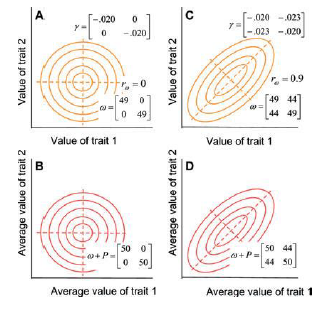 A
γ = [-.020 0
0 -.020]
r_ω = 0
ω = [49 0
0 49]
Value of trait 2
Value of trait 1
C
γ = [-.020 -.023
-.023 -.020]
r_ω = 0.9
ω = [49 44
44 49]
Value of trait 2
Value of trait 1
B
ω + P = [50 0
0 50]
Average value of trait 2
Average value of trait 1
D
ω + P = [50 44
44 50]
Average value of trait 2
Average value of trait 1